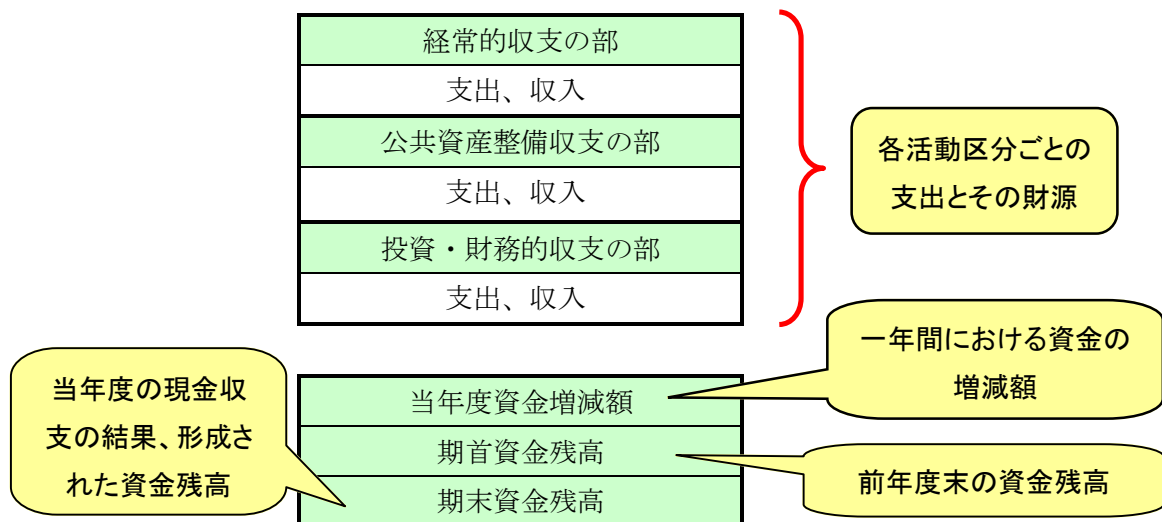 経常的収支の部
支出、収入
公共資産整備収支の部
支出、収入
投資・財務的収支の部
支出、収入
各活動区分ごとの
支出とその財源
一年間における資金の
増減額
当年度の現金収
支の結果、形成さ
れた資金残高
当年度資金増減額
期首資金残高
期末資金残高
前年度末の資金残高